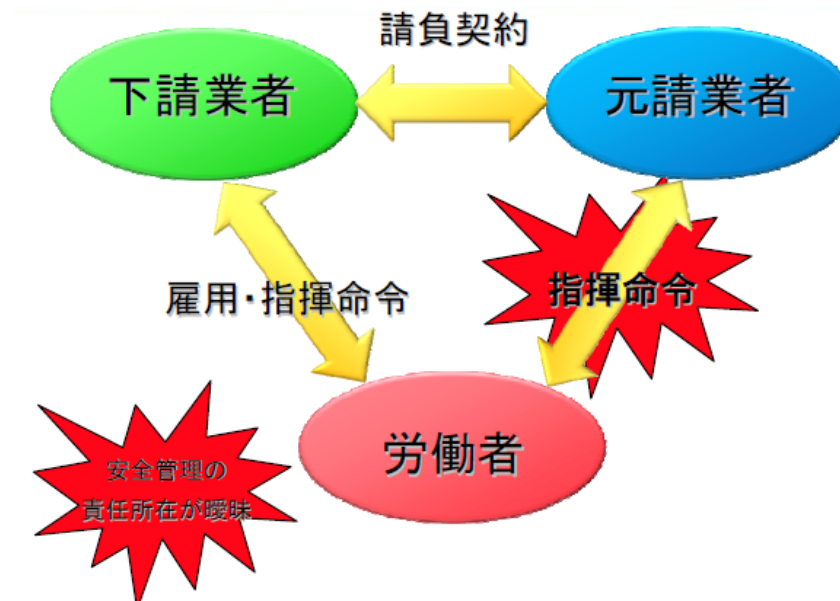 請負契約
下請業者
元請業者
雇用・指揮命令
指揮命令
労働者
安全管理の
責任所在が曖昧